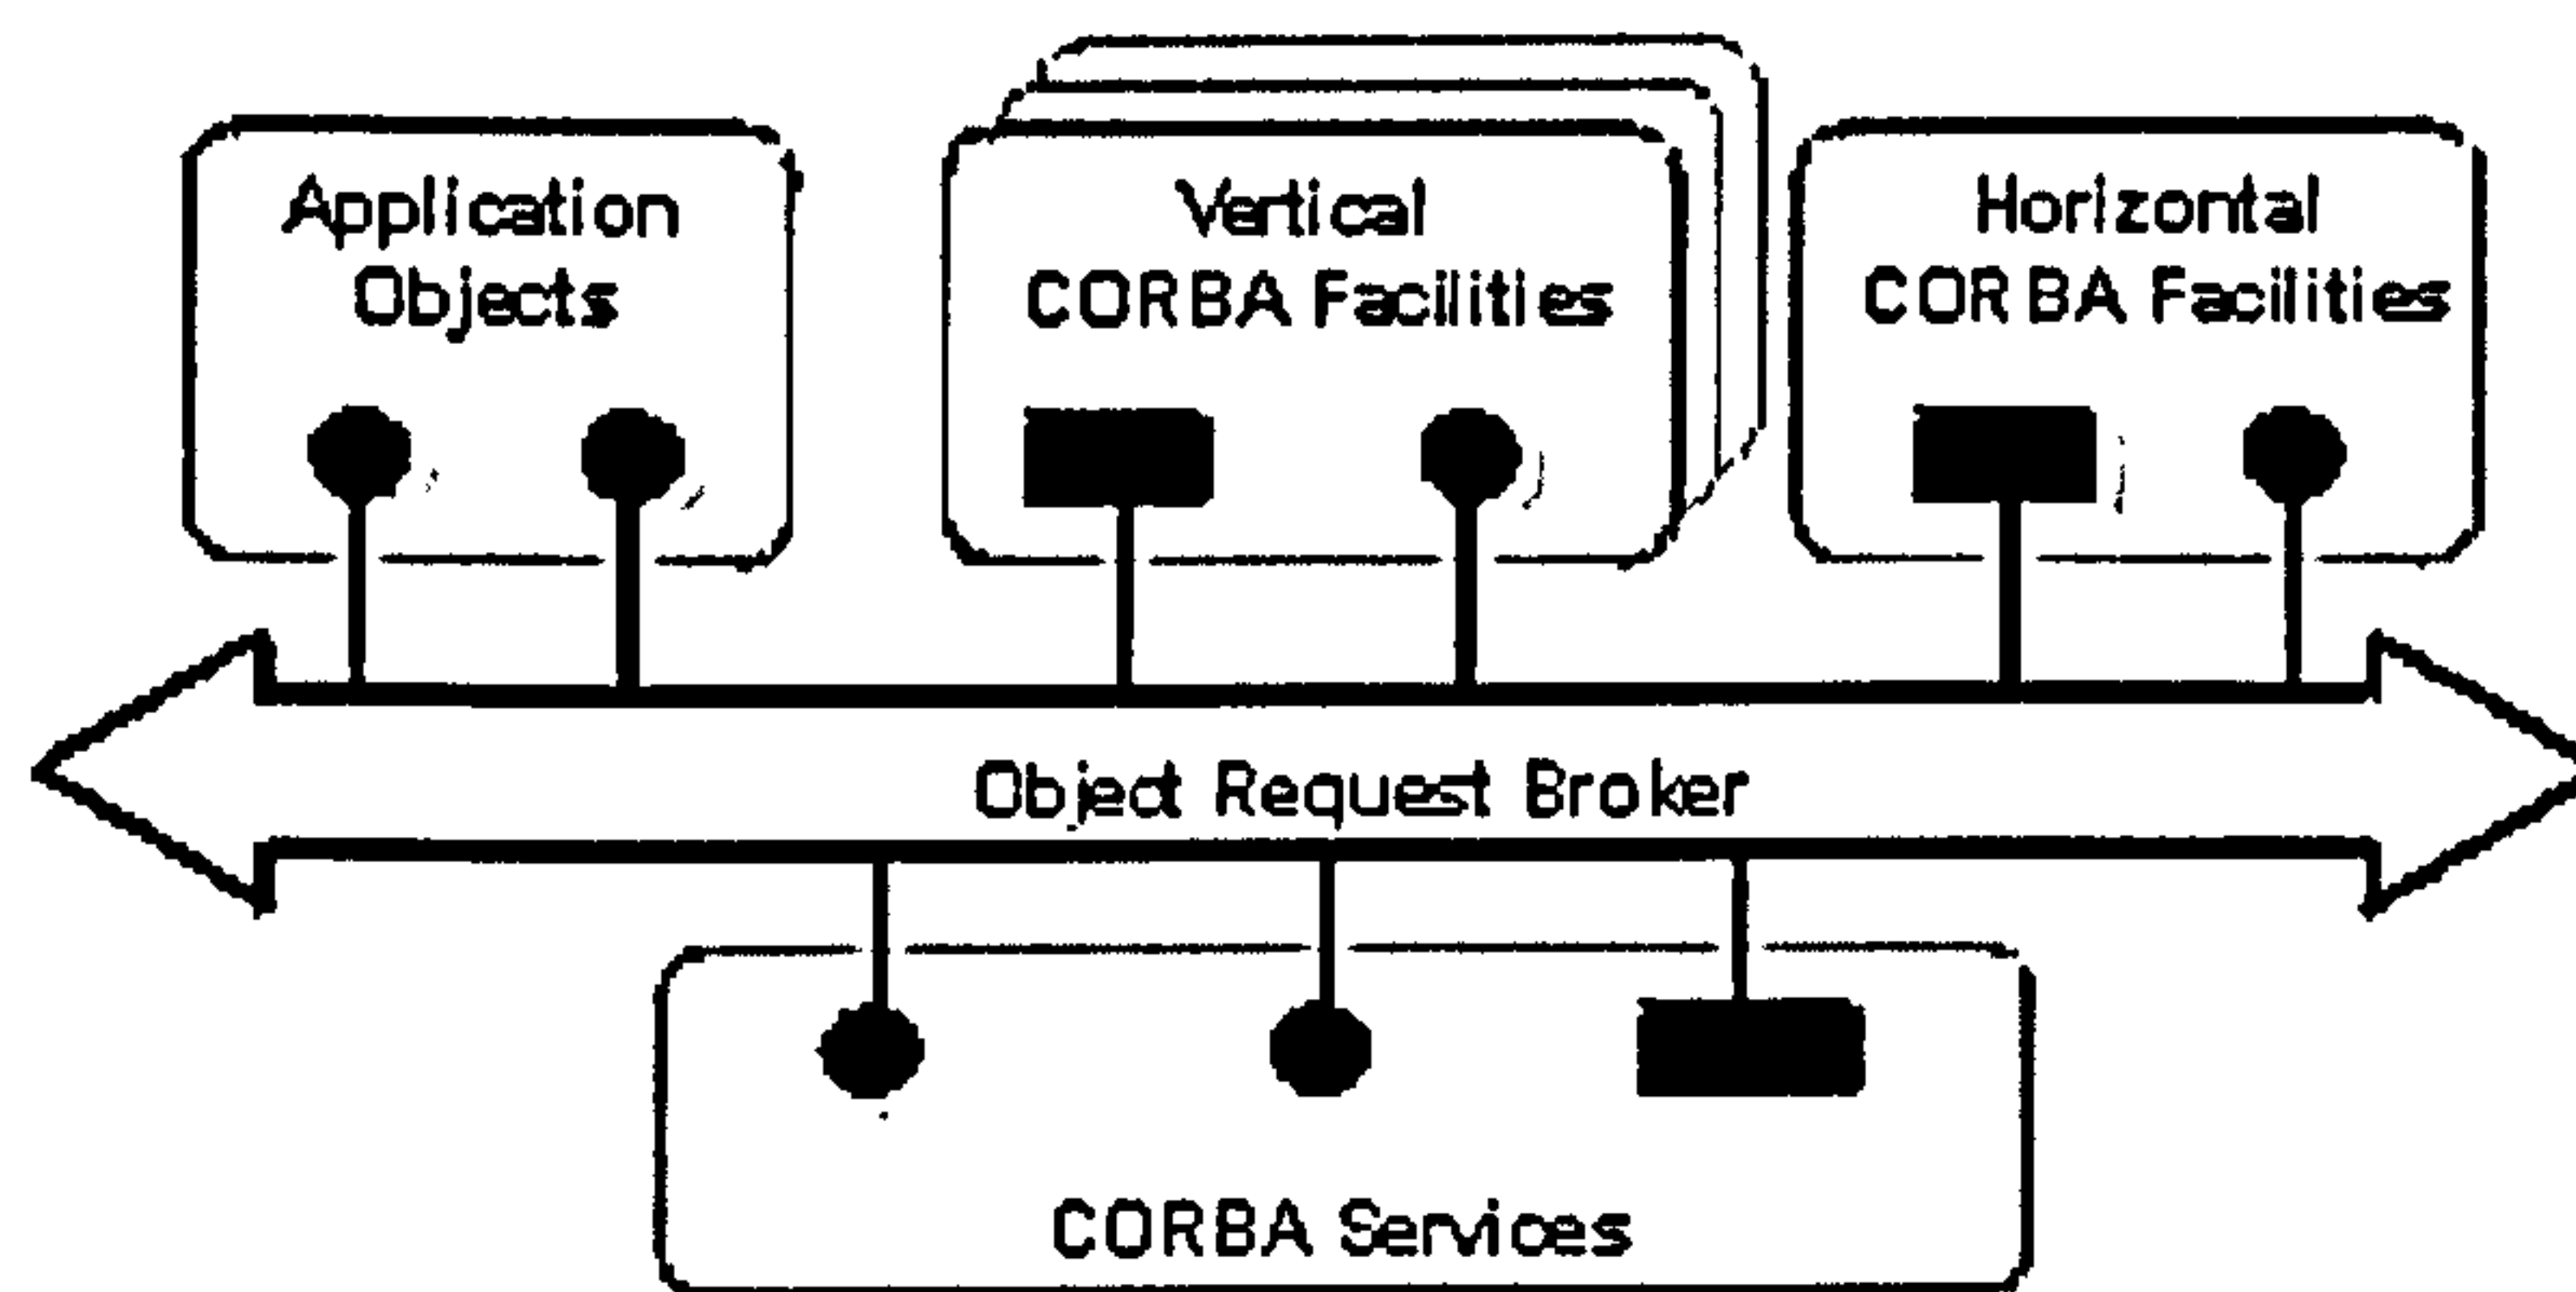 Application
Objects
Vertical
CORBA Facilities
Horizontal
CORBA Facilities
Object Request Broker
CORBA Services